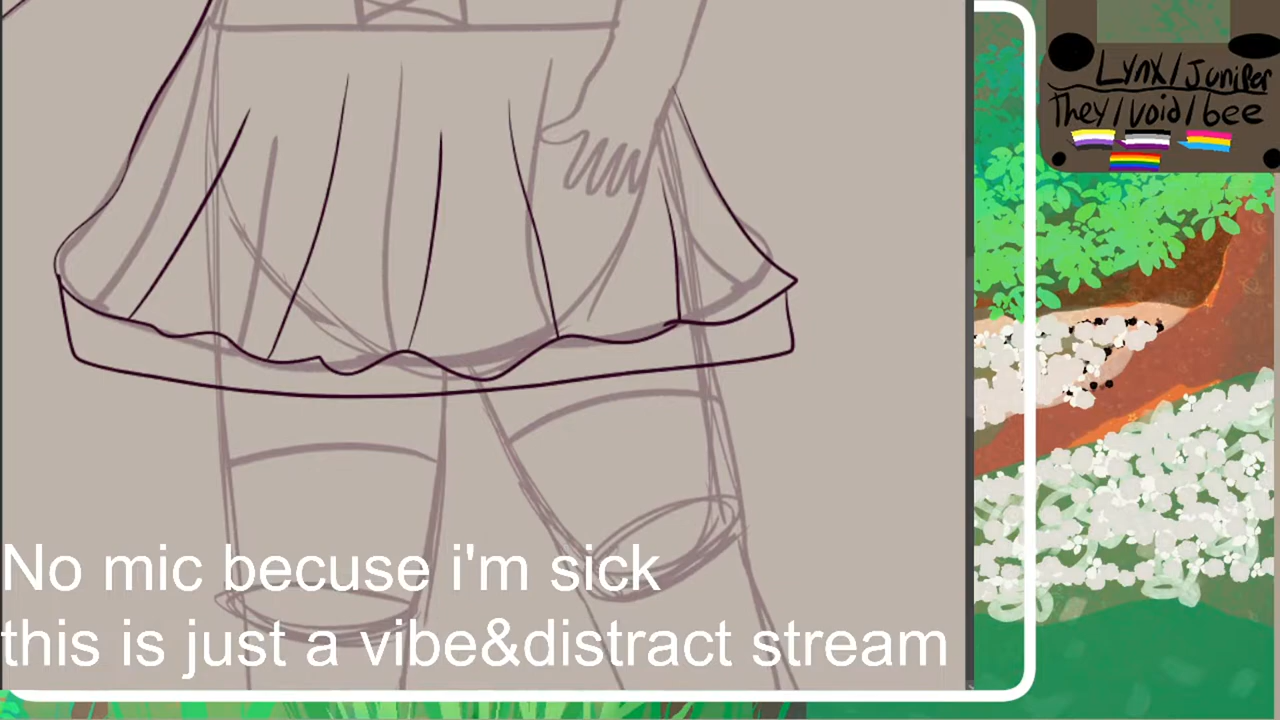 Lynx/Juniper
They/void/bee
No mic becuse i'm sick
this is just a vibe&distract stream